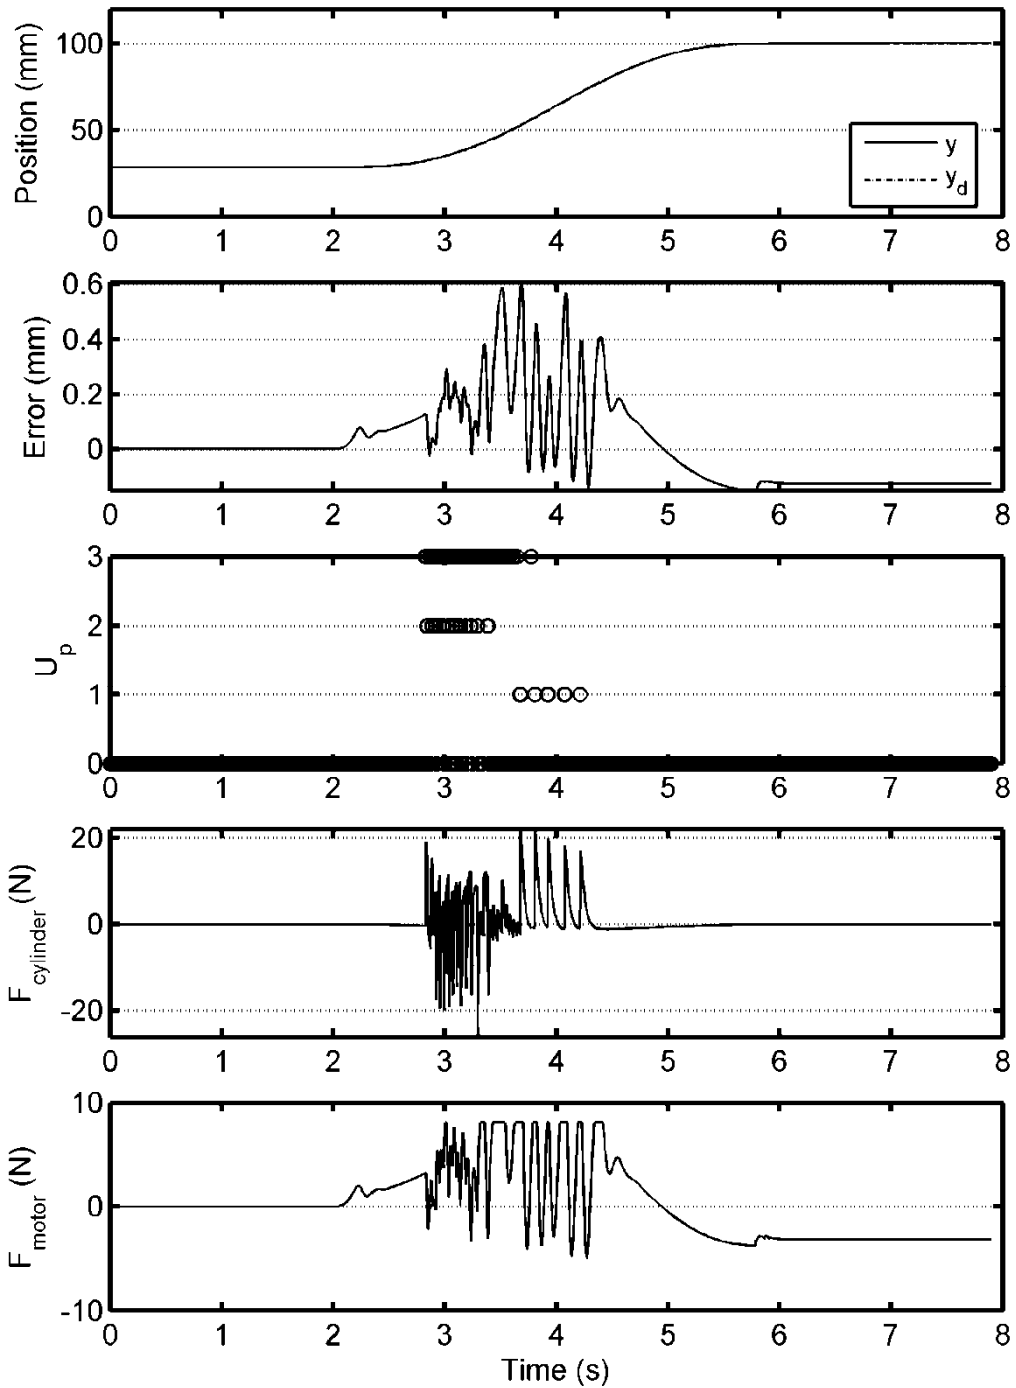 Position (mm)
100
50
0
y
y_d
0 1 2 3 4 5 6 7 8
Error (mm)
0.6
0.4
0.2
0
0 1 2 3 4 5 6 7 8
U_p
3
2
1
0
0 1 2 3 4 5 6 7 8
F_cylinder (N)
20
0
-20
0 1 2 3 4 5 6 7 8
F_motor (N)
10
0
-10
0 1 2 3 4 5 6 7 8
Time (s)